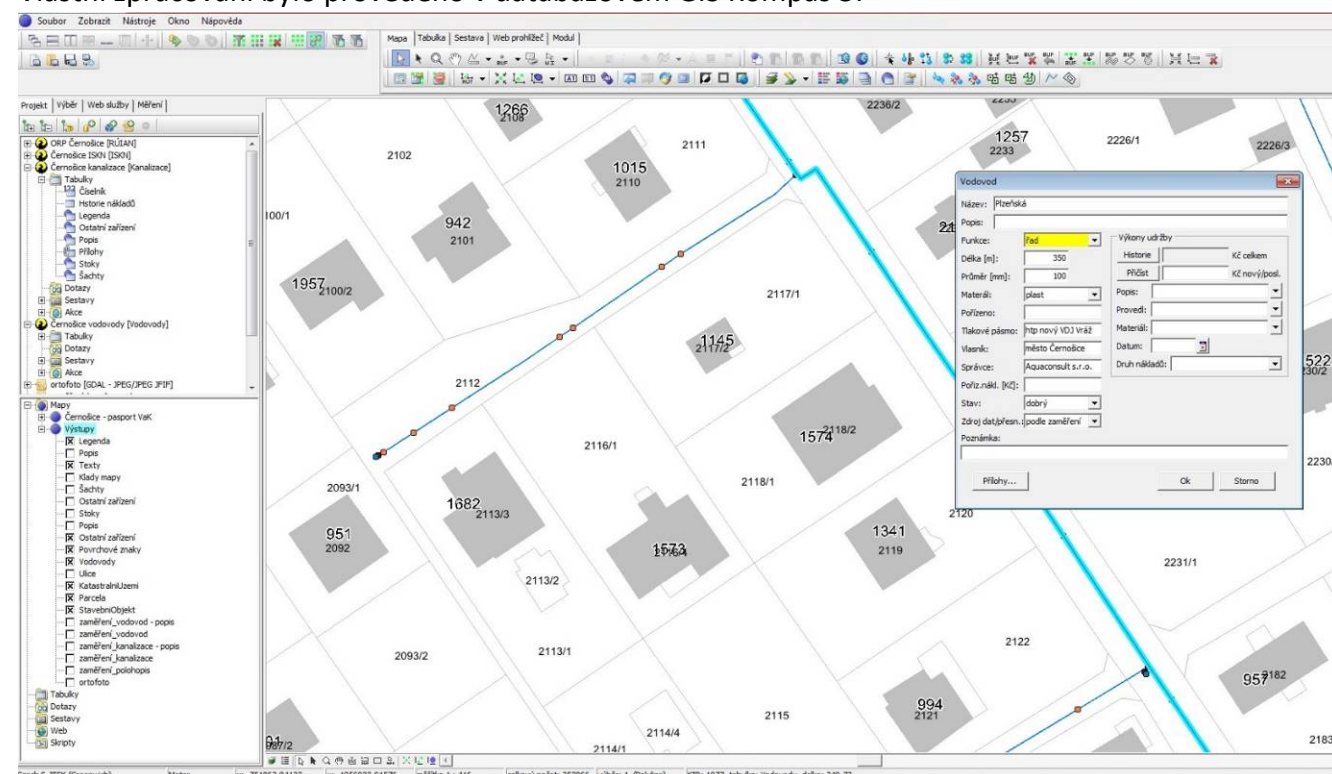 Soubor Zobrazit Nástroje Okno Nápověda
Mapa Tabulka Sestava Web prohlížeč Modul
Projekt Výběr Web služby Měření
ORP Černošice [RÚIAN]
Černošice ISKN [ISKN]
Černošice kanalizace [Kanalizace]
Tabulky
Číselník
Historie nákladů
Legenda
Ostatní zařízení
Popis
Přílohy
Stoky
Šachty
Dotazy
Sestavy
Akce
Černošice vodovody [Vodovody]
Tabulky
Dotazy
Sestavy
Akce
ortofoto [GDAL - JPEG/JPEG JFIF]
Mapy
Černošice - pasport VaK
Výstupy
Legenda
Popis
Texty
Klady mapy
Šachty
Ostatní zařízení
Stoky
Popis
Ostatní zařízení
Povrchové znaky
Vodovody
Ulice
KatastralniUzemi
Parcela
StavebniObjekt
zaměření_vodovod - popis
zaměření_vodovod
zaměření_kanalizace - popis
zaměření_kanalizace
zaměření_polohopis
ortofoto
Tabulky
Dotazy
Sestavy
Web
Skripty
1266
2108
2236/2
2102
2111
1015
2110
1257
2233
2226/1
2226/3
942
2101
1957
2100/2
2117/1
1145
2117/2
2112
2116/1
1574
2118/2
2118/1
2093/1
1682
2113/3
951
2092
1573
1341
2119
2120
2231/1
2113/2
2093/2
2113/1
2122
957
994
2121
2115
2114/4
2114/1
2183
Vodovod
Název: Plzeňská
Popis:
Funkce: řad
Délka [m]: 350
Průměr [mm]: 100
Materál: plast
Pořízeno:
Tlakové pásmo: htp nový VDJ Vráž
Vlasník: město Černošice
Správce: Aquaconsult s.r.o.
Pořiz.nákl. [Kč]:
Stav: dobrý
Zdroj dat/přesn.: podle zaměření
Poznámka:
Výkony udržby
Historie Kč celkem
Přičíst Kč nový/posl.
Popis:
Provedl:
Materiál:
Datum:
Druh nákladů:
Přílohy... Ok Storno